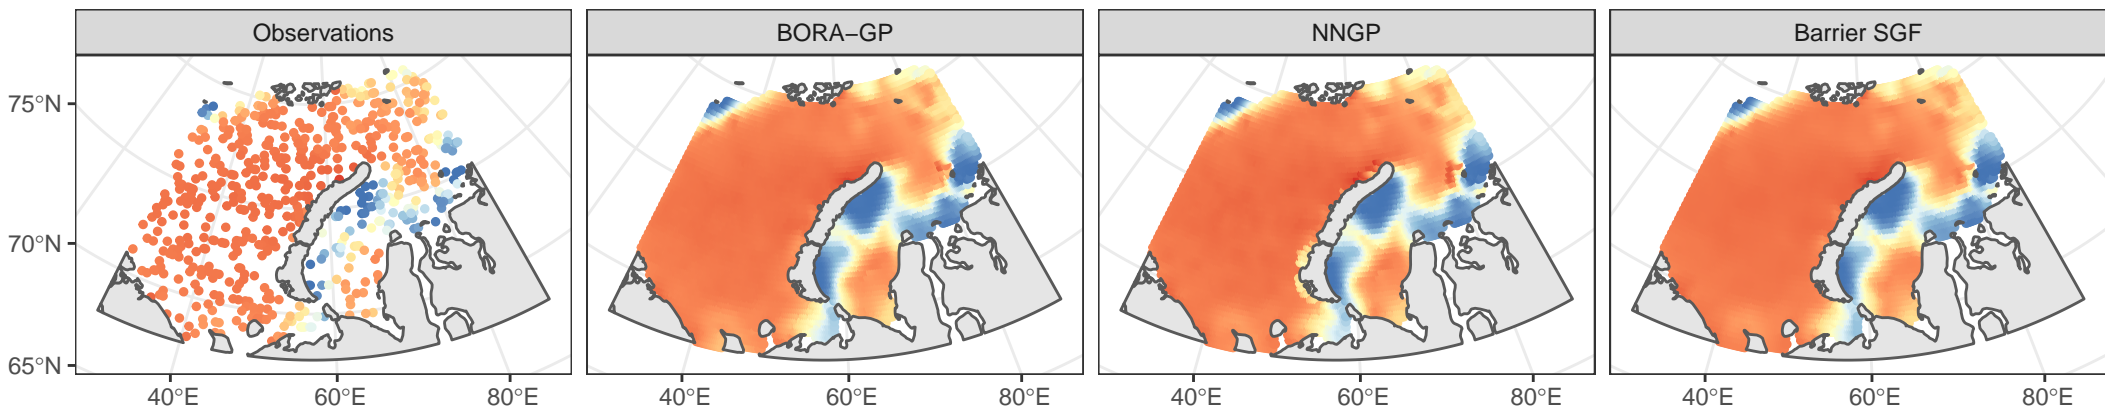 Observations
BORA−GP
NNGP
Barrier SGF
75°N
70°N
65°N
40°E 60°E 80°E
40°E 60°E 80°E
40°E 60°E 80°E
40°E 60°E 80°E